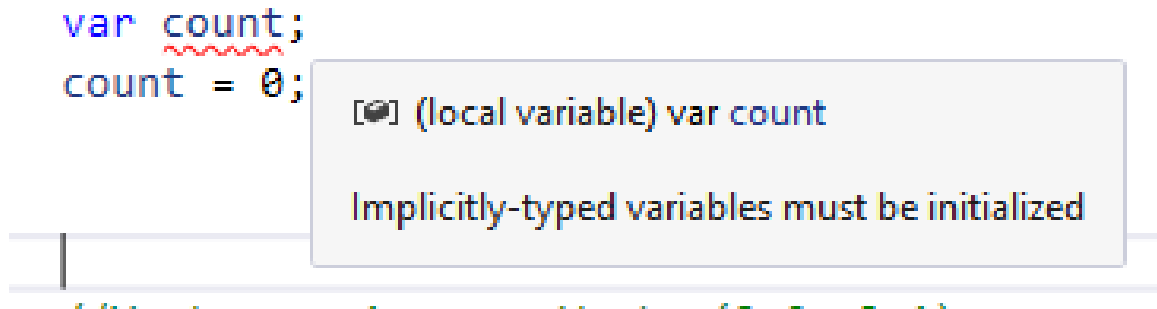 var count;
count = 0;
(local variable) var count
Implicitly-typed variables must be initialized